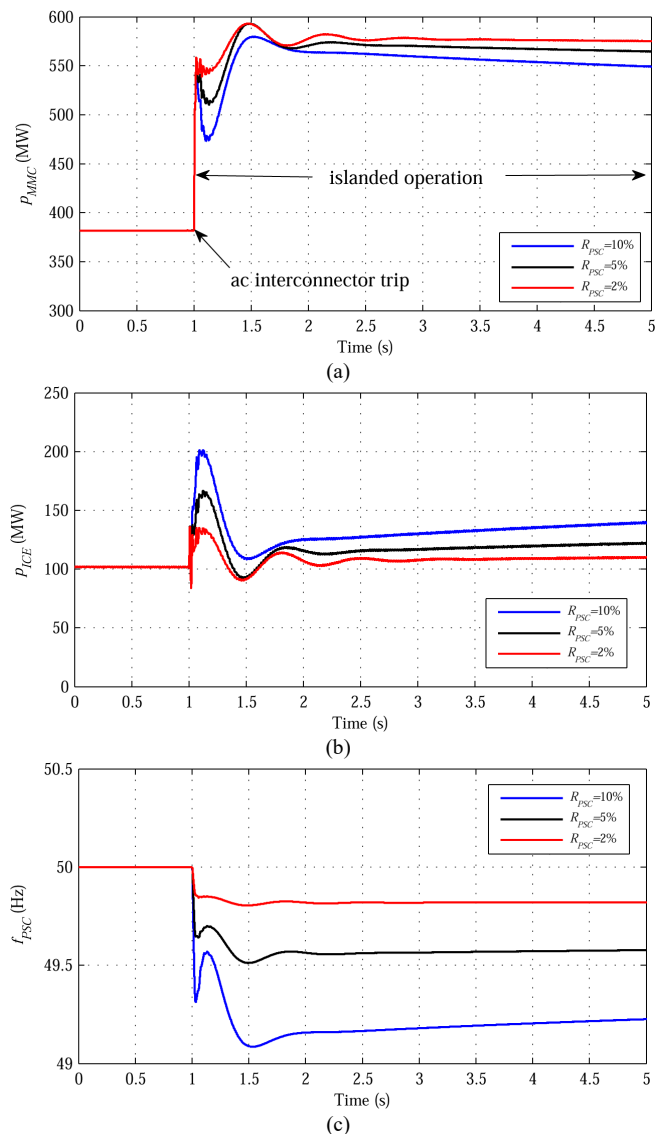 600
550
500
450
400
350
300
p_MMC (MW)
islanded operation
ac interconnector trip
R_PSC=10%
R_PSC=5%
R_PSC=2%
0 0.5 1 1.5 2 2.5 3 3.5 4 4.5 5
Time (s)
(a)
250
200
150
100
50
0
p_ICE (MW)
R_PSC=10%
R_PSC=5%
R_PSC=2%
0 0.5 1 1.5 2 2.5 3 3.5 4 4.5 5
Time (s)
(b)
50.5
50
49.5
49
f_PSC (Hz)
R_PSC=10%
R_PSC=5%
R_PSC=2%
0 0.5 1 1.5 2 2.5 3 3.5 4 4.5 5
Time (s)
(c)